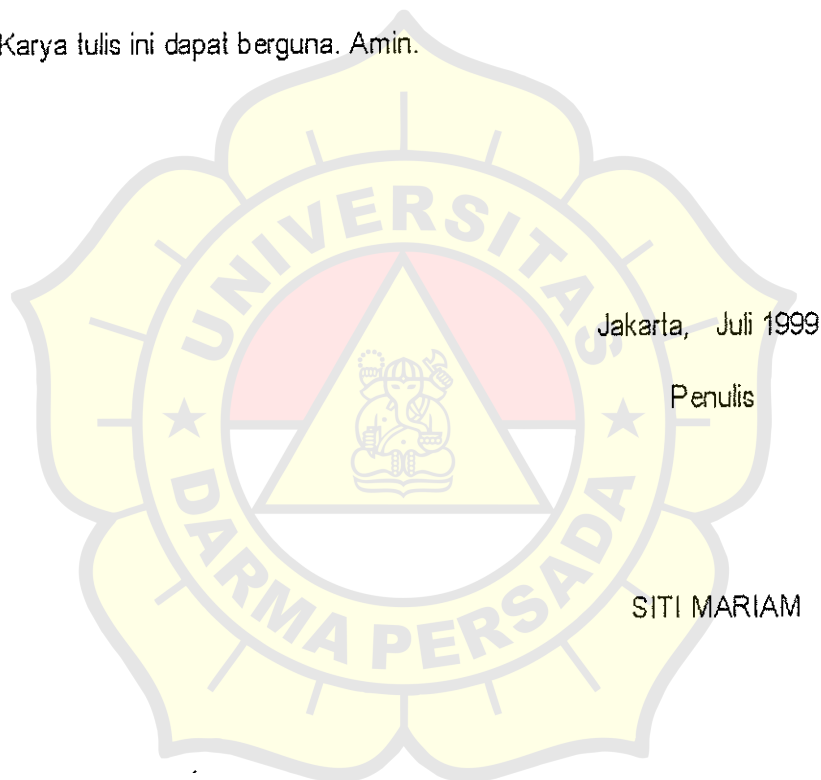 Karya tulis ini dapat berguna. Amin.
UNIVERSITAS
Jakarta, Juli 1999
Penulis
SITI MARIAM
DARMA PERSADA